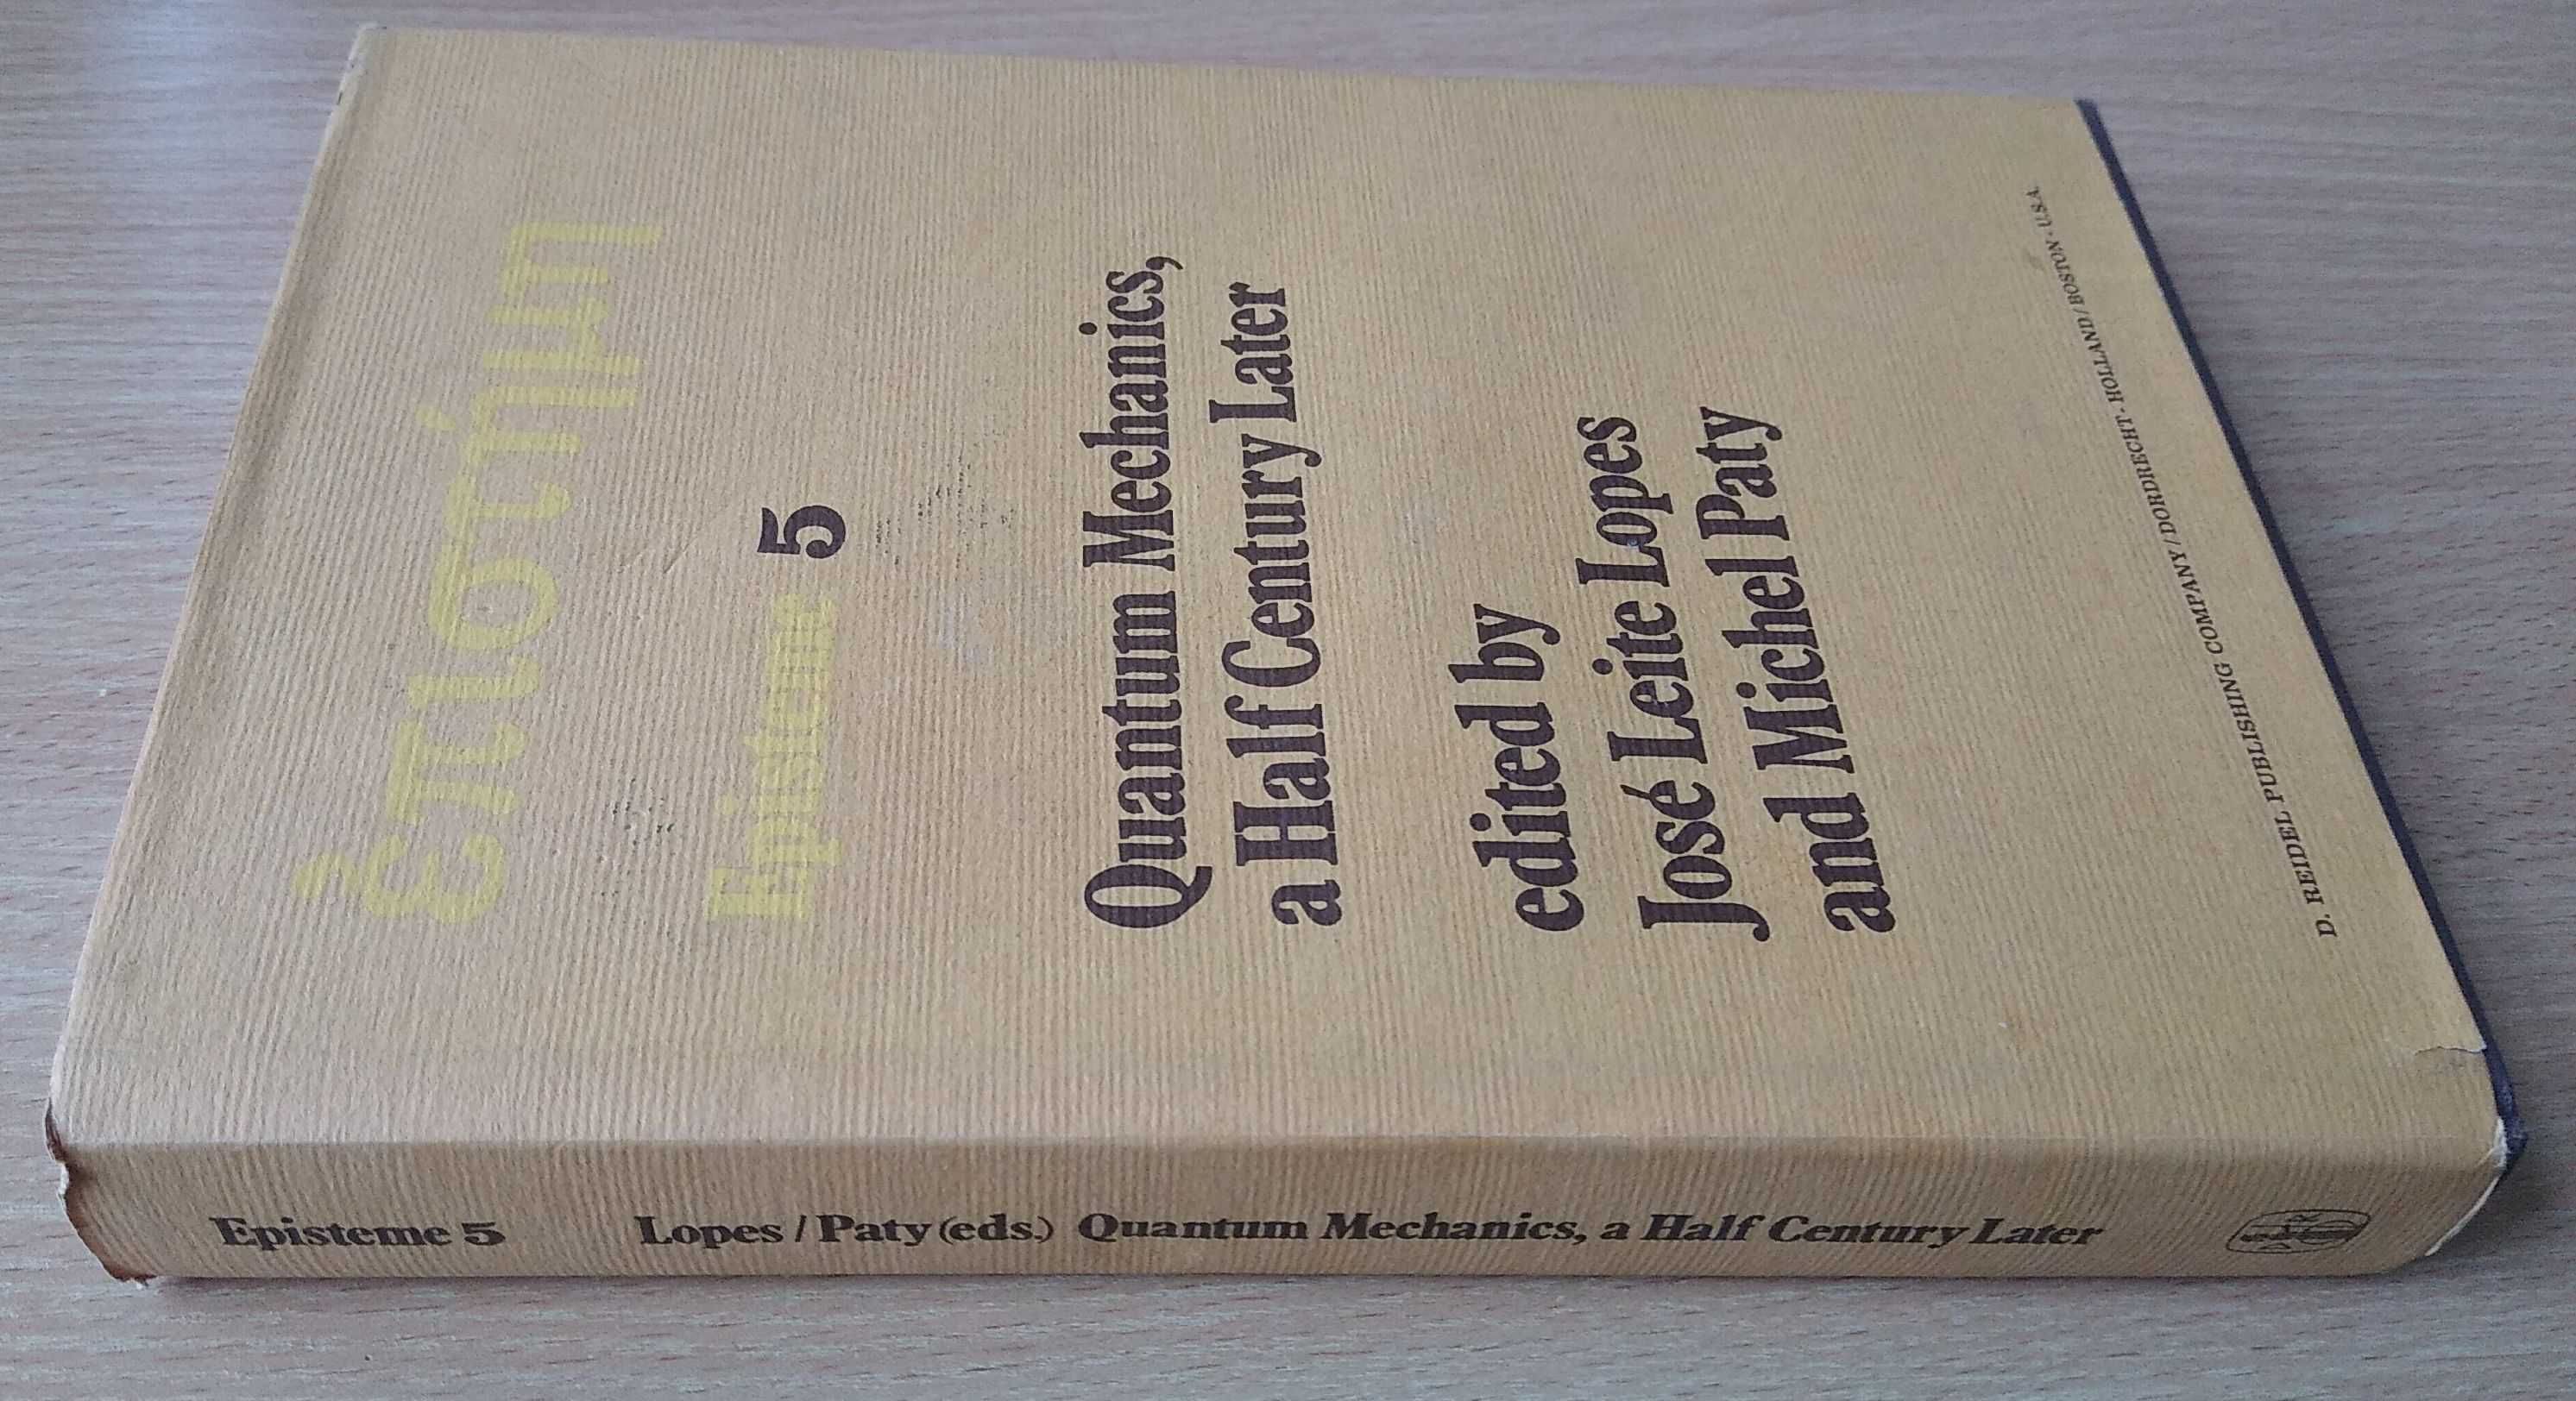 ἐπιστήμη
Episteme 5
Quantum Mechanics,
a Half Century Later
edited by
José Leite Lopes
and Michel Paty
D. REIDEL PUBLISHING COMPANY / DORDRECHT - HOLLAND / BOSTON - U.S.A.
Episteme 5 Lopes / Paty (eds.) Quantum Mechanics, a Half Century Later